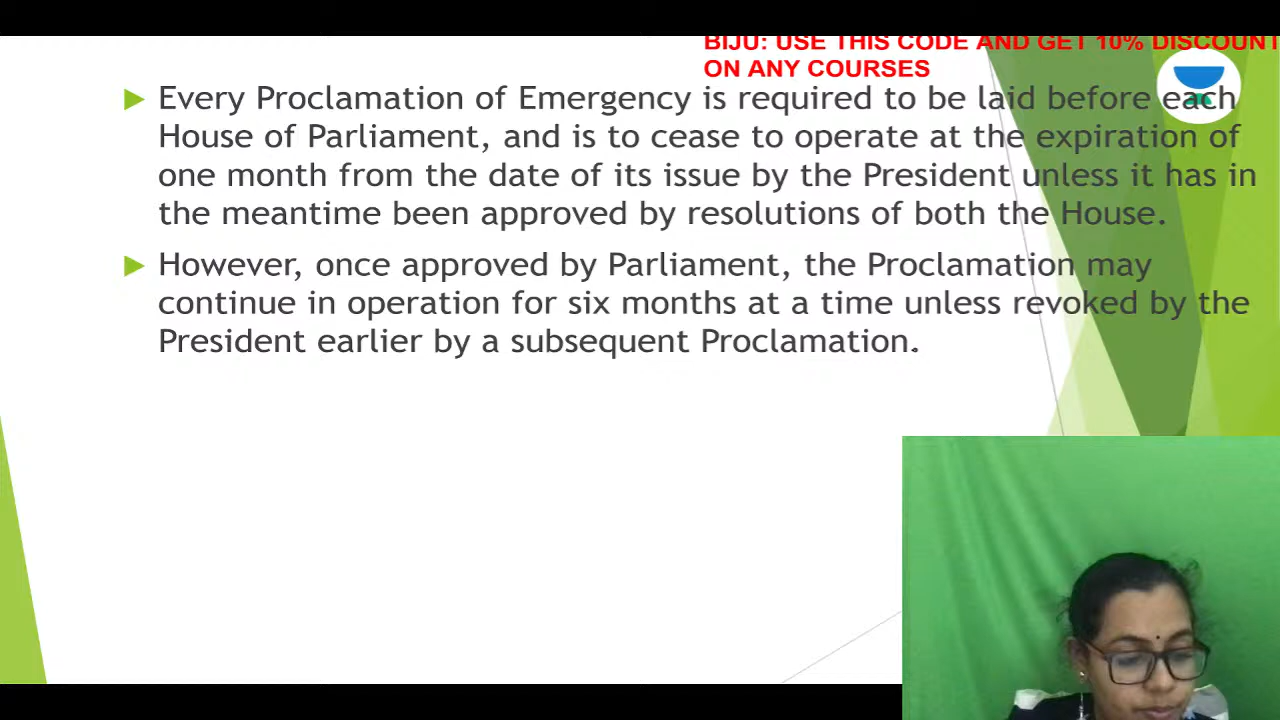 BIJU: USE THIS CODE AND GET 10% DISCOUNT
ON ANY COURSES
Every Proclamation of Emergency is required to be laid before each
House of Parliament, and is to cease to operate at the expiration of
one month from the date of its issue by the President unless it has in
the meantime been approved by resolutions of both the House.
However, once approved by Parliament, the Proclamation may
continue in operation for six months at a time unless revoked by the
President earlier by a subsequent Proclamation.